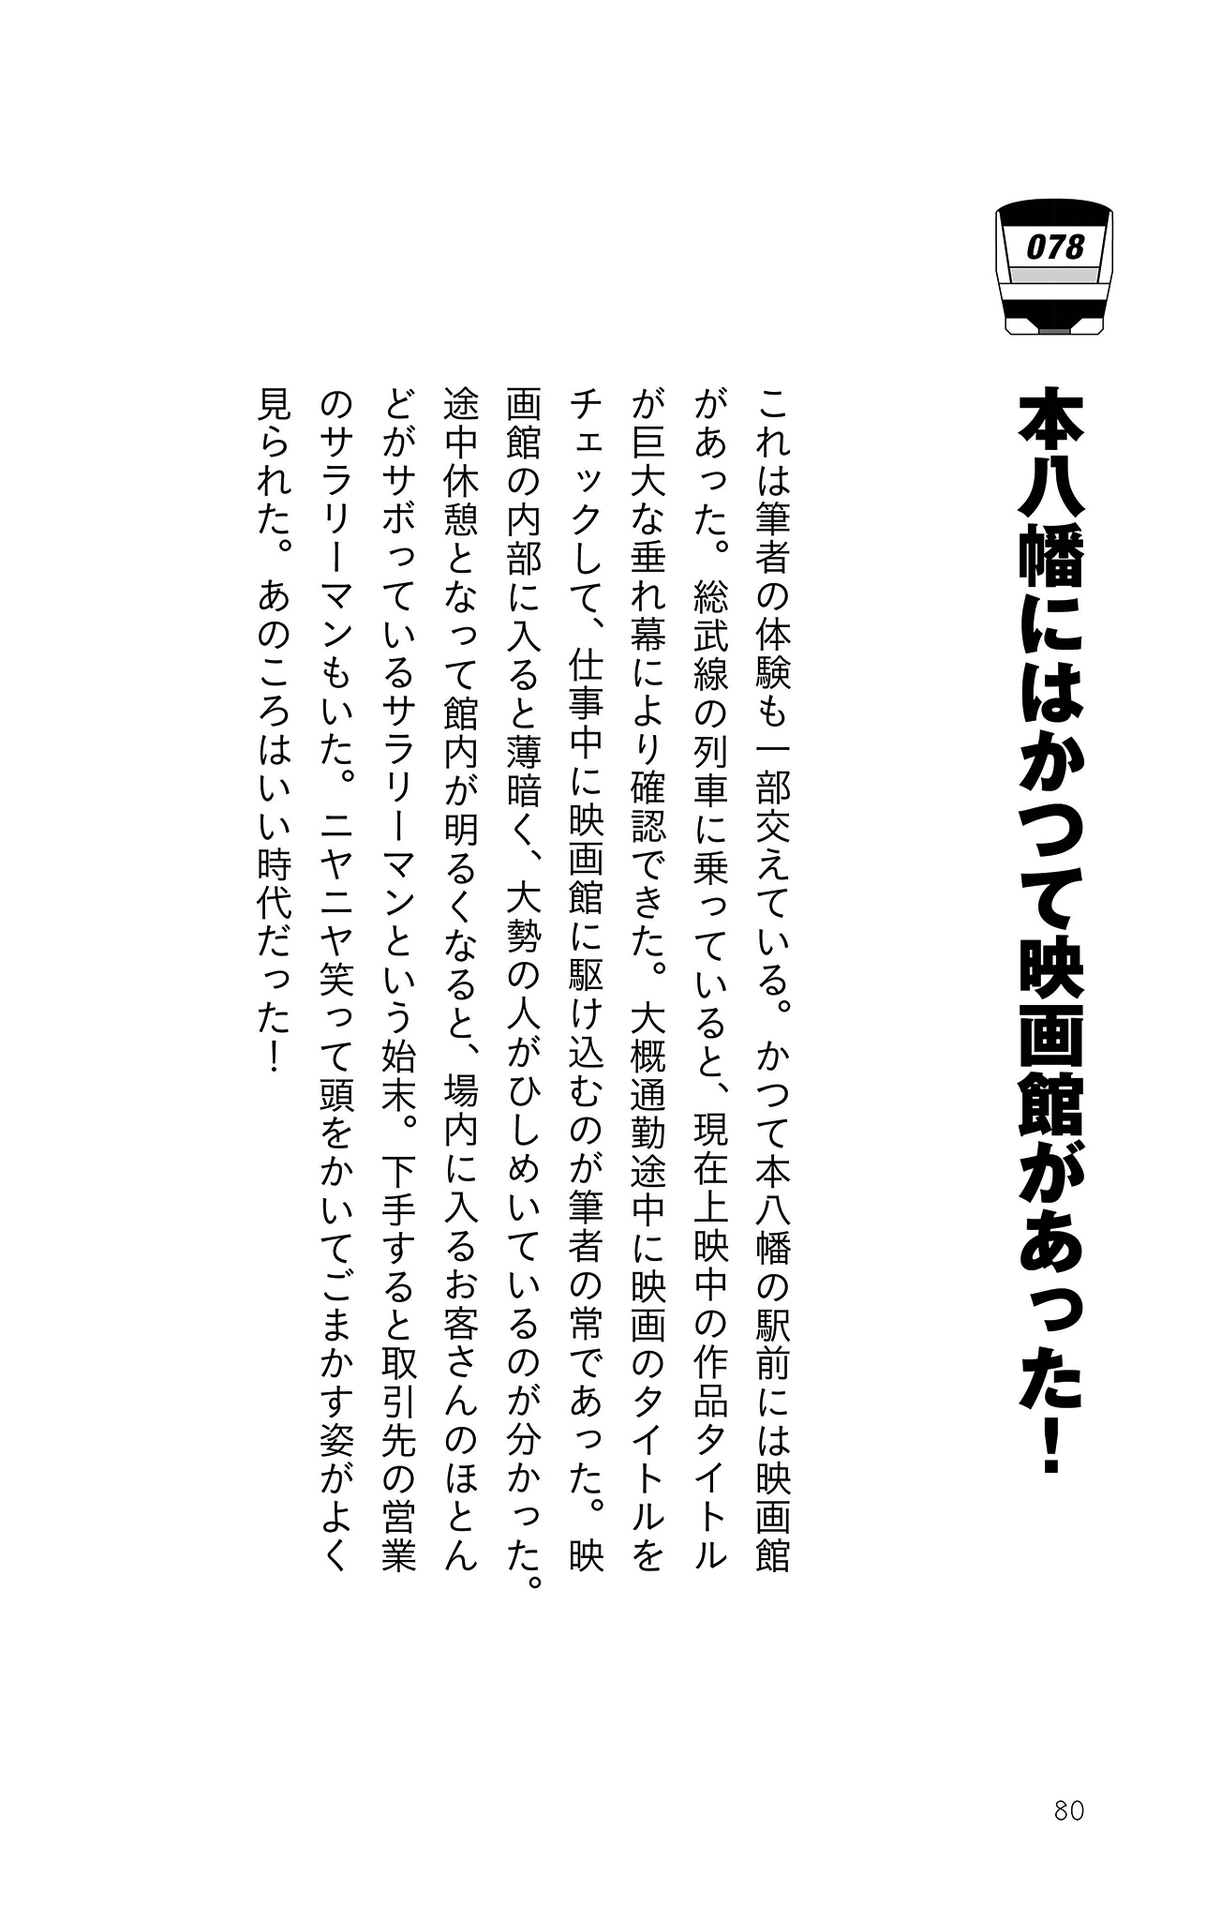 078
本八幡にはかつて映画館があった！
これは筆者の体験も一部交えている。かつて本八幡の駅前には映画館
があった。総武線の列車に乗っていると、現在上映中の作品タイトル
が巨大な垂れ幕により確認できた。大概通勤途中に映画のタイトルを
チェックして、仕事中に映画館に駆け込むのが筆者の常であった。映
画館の内部に入ると薄暗く、大勢の人がひしめいているのが分かった。
途中休憩となって館内が明るくなると、場内に入るお客さんのほとん
どがサボっているサラリーマンという始末。下手すると取引先の営業
のサラリーマンもいた。ニヤニヤ笑って頭をかいてごまかす姿がよく
見られた。あのころはいい時代だった！
80